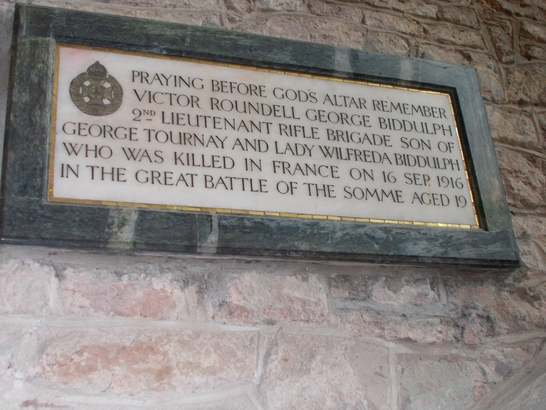 PRAYING BEFORE GOD'S ALTAR REMEMBER
VICTOR ROUNDELL GEORGE BIDDULPH
2ND LIEUTENANT RIFLE BRIGADE SON OF
GEORGE TOURNAY AND LADY WILFREDA BIDDULPH
WHO WAS KILLED IN FRANCE ON 16 SEP. 1916
IN THE GREAT BATTLE OF THE SOMME AGED 19